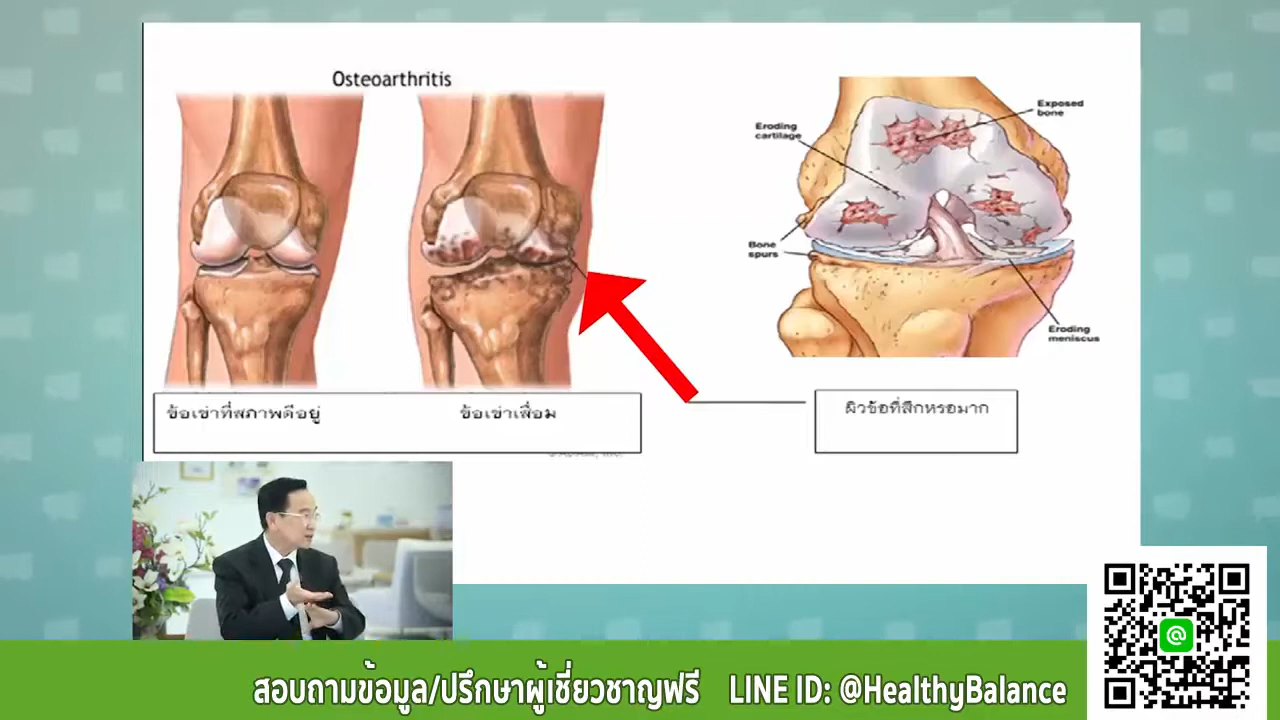 Osteoarthritis
Exposed
bone
Eroding
cartilage
Bone
spurs
Eroding
meniscus
ข้อเข่าที่สภาพดีอยู่
ข้อเข่าเสื่อม
ผิวข้อที่สึกหรอมาก
สอบถามข้อมูล/ปรึกษาผู้เชี่ยวชาญฟรี LINE ID: @HealthyBalance